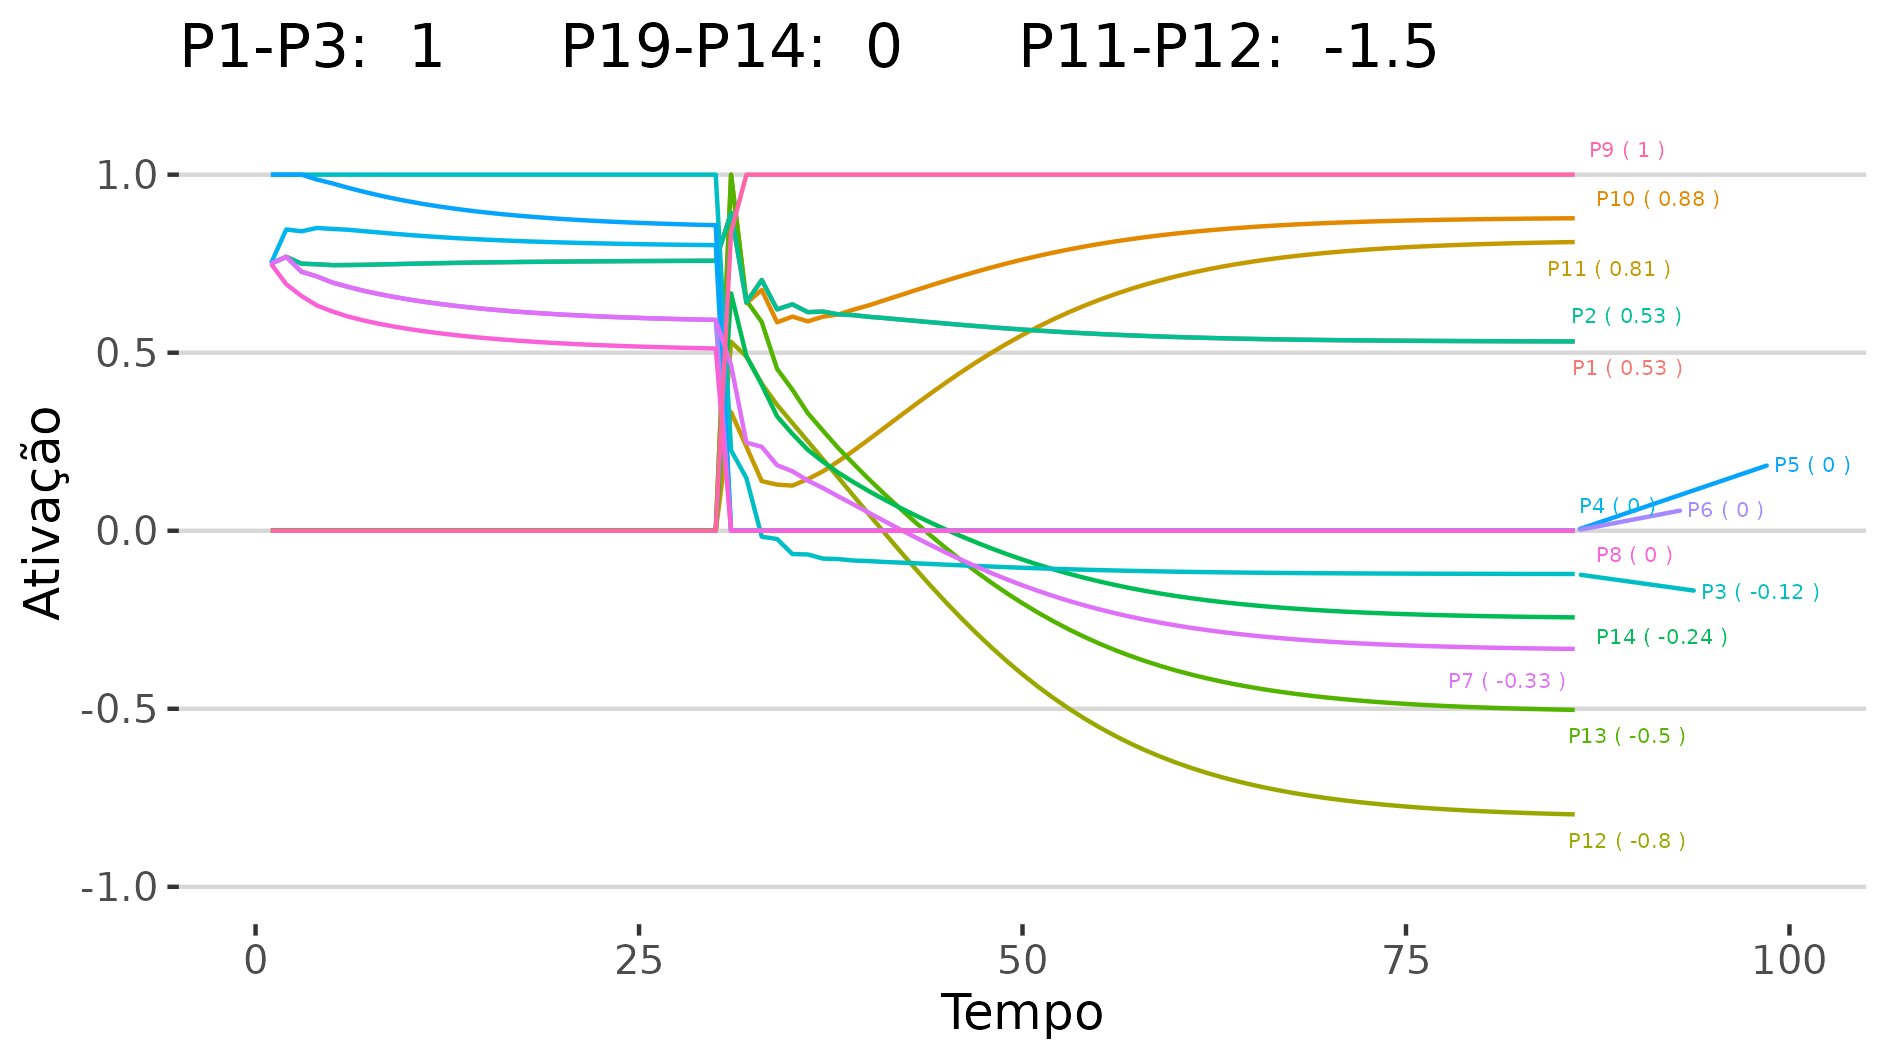 P1-P3: 1 P19-P14: 0 P11-P12: -1.5
P9 ( 1 )
1.0
P10 ( 0.88 )
P11 ( 0.81 )
P2 ( 0.53 )
0.5
P1 ( 0.53 )
P5 ( 0 )
P4 ( 0 )
P6 ( 0 )
0.0
P8 ( 0 )
P3 ( -0.12 )
P14 ( -0.24 )
P7 ( -0.33 )
-0.5
P13 ( -0.5 )
P12 ( -0.8 )
-1.0
Ativação
0 25 50 75 100
Tempo